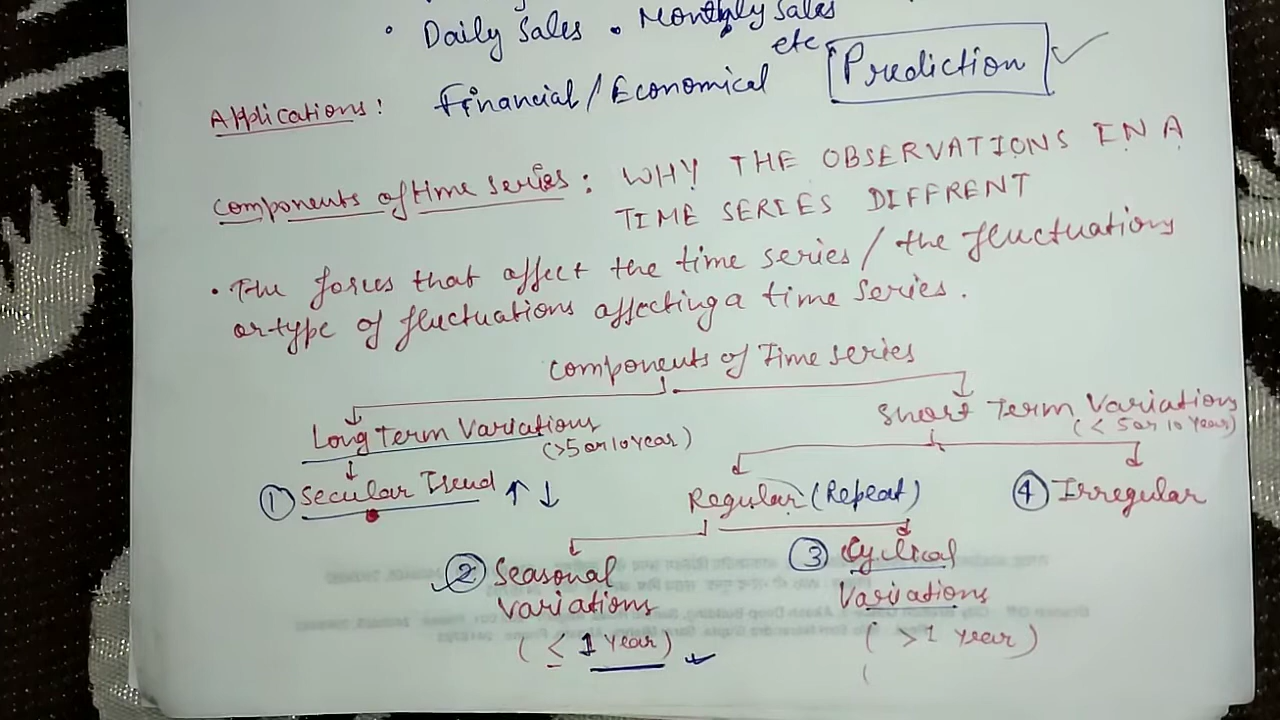 • Daily Sales • Monthly Sales
etc
Applications: Financial/Economical Prediction ✓
Components of time series: WHY THE OBSERVATIONS IN A
TIME SERIES DIFFRENT
• The forces that affect the time series/ the fluctuations
or type of fluctuations affecting a time series.
Components of Time series
Long Term Variations
(>5 or 10 year)
Short Term Variations
(< 5 or 10 Year)
① Secular Trend ↑ ↓
Regular (Repeat)
④ Irregular
② Seasonal
Variations
(≤ 1 Year) ✓
③ Cyclical
Variations
( >1 Year)
(